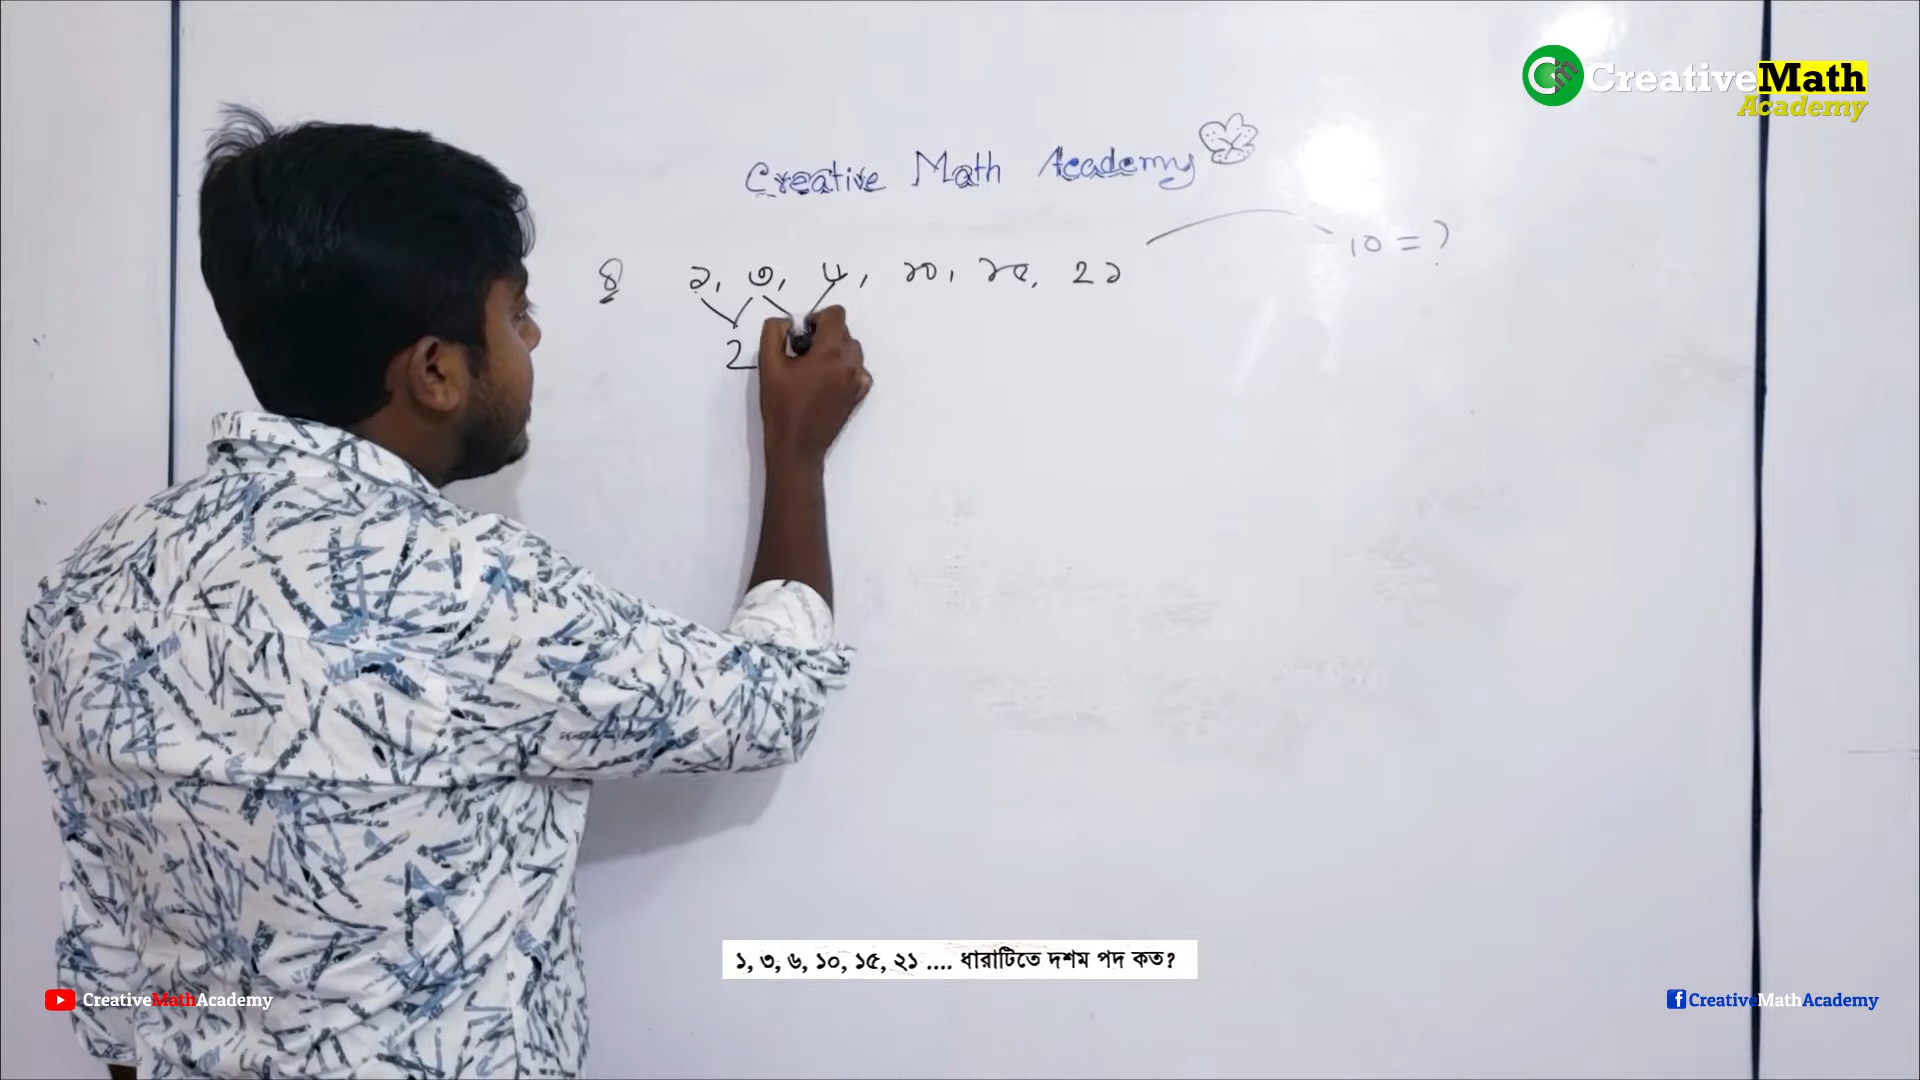 CreativeMath
Academy
Creative Math Academy
১, ৩, ৬, ১০, ১৫, ২১ 10 = ?
2
১, ৩, ৬, ১০, ১৫, ২১ .... ধারাটিতে দশম পদ কত?
CreativeMathAcademy
CreativeMathAcademy